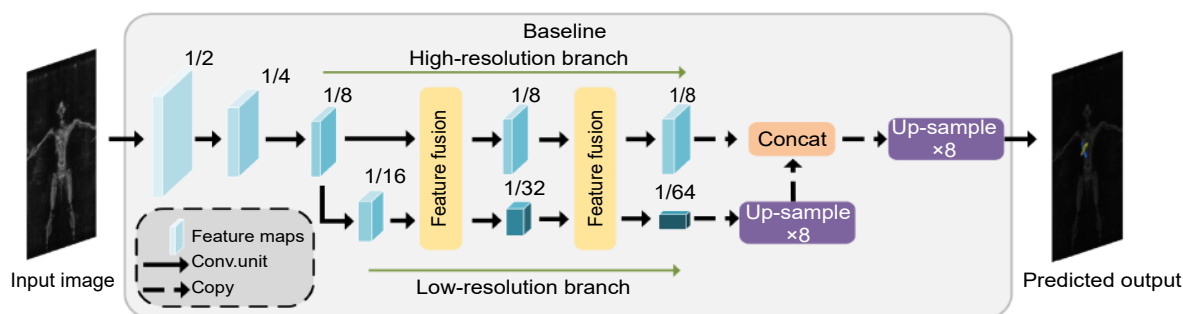 Baseline
High-resolution branch
1/2
1/4
1/8
1/8
1/8
Feature fusion
Feature fusion
Concat
Up-sample
×8
1/16
1/32
1/64
Up-sample
×8
Feature maps
Conv.unit
Copy
Low-resolution branch
Input image
Predicted output